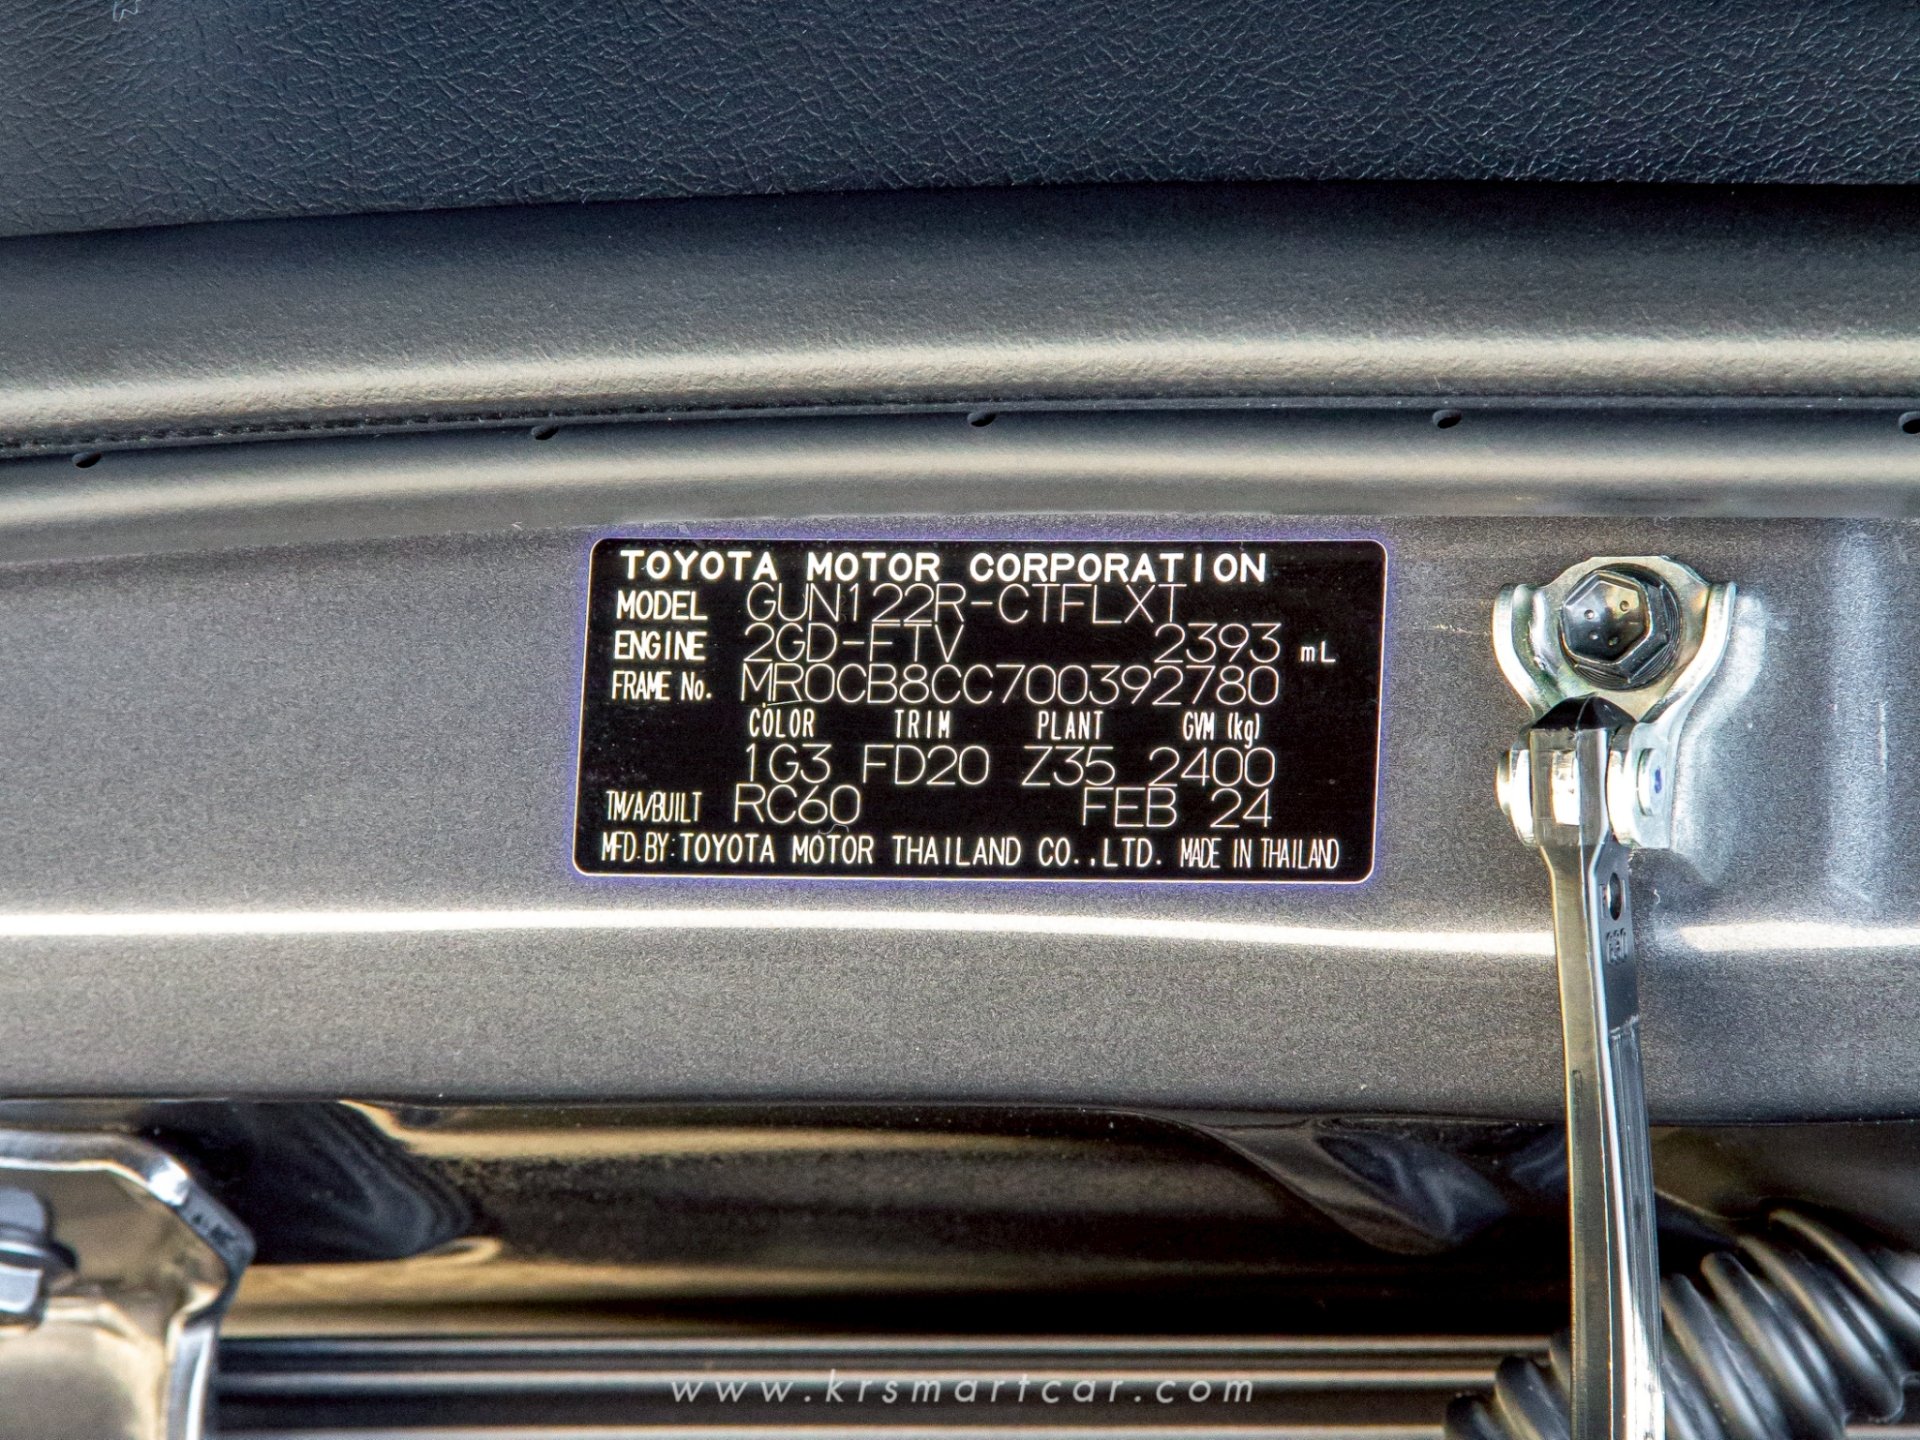 TOYOTA MOTOR CORPORATION
MODEL GUN122R-CTFLXT
ENGINE 2GD-FTV 2393 mL
FRAME No. MR0CB8CC700392780
COLOR TRIM PLANT GVM (kg)
1G3 FD20 Z35 2400
TM/A/BUILT RC60 FEB 24
MFD.BY:TOYOTA MOTOR THAILAND CO.,LTD. MADE IN THAILAND
www.krsmartcar.com